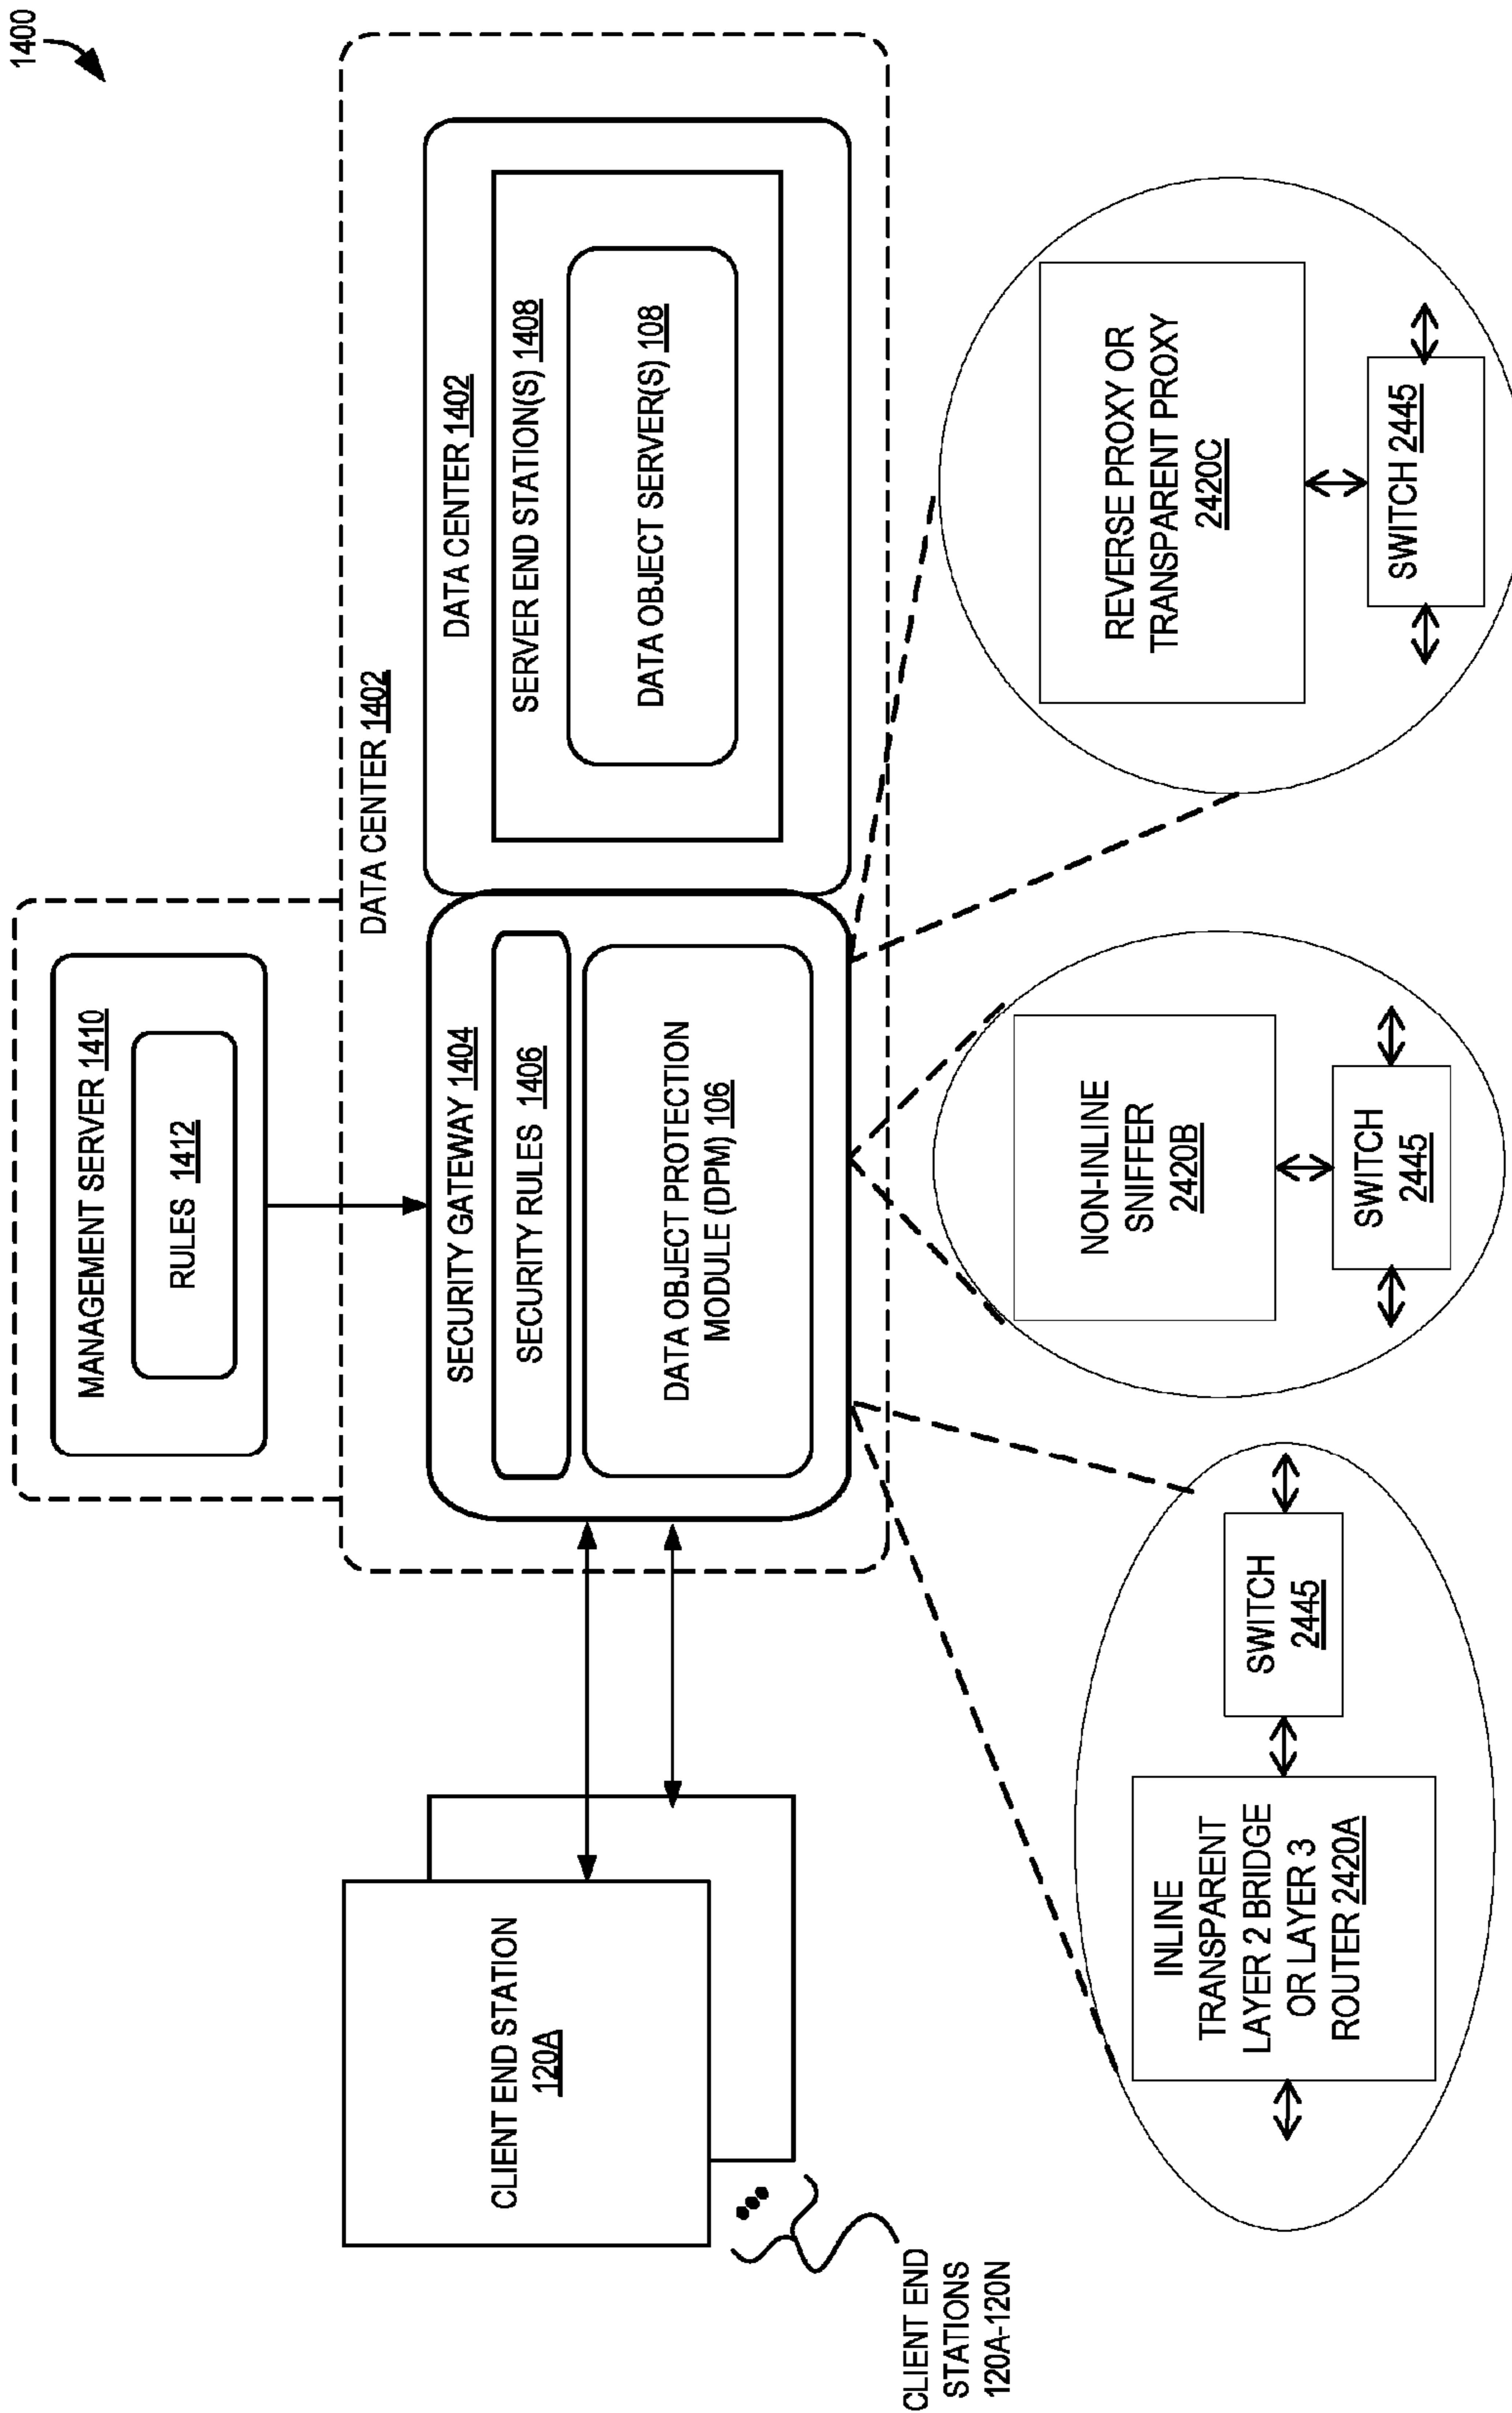 1400
MANAGEMENT SERVER 1410
RULES 1412
DATA CENTER 1402
SECURITY GATEWAY 1404
SECURITY RULES 1406
DATA OBJECT PROTECTION
MODULE (DPM) 106
DATA CENTER 1402
SERVER END STATION(S) 1408
DATA OBJECT SERVER(S) 108
CLIENT END STATION
120A
CLIENT END
STATIONS
120A-120N
INLINE
TRANSPARENT
LAYER 2 BRIDGE
OR LAYER 3
ROUTER 2420A
SWITCH
2445
NON-INLINE
SNIFFER
2420B
SWITCH
2445
REVERSE PROXY OR
TRANSPARENT PROXY
2420C
SWITCH 2445